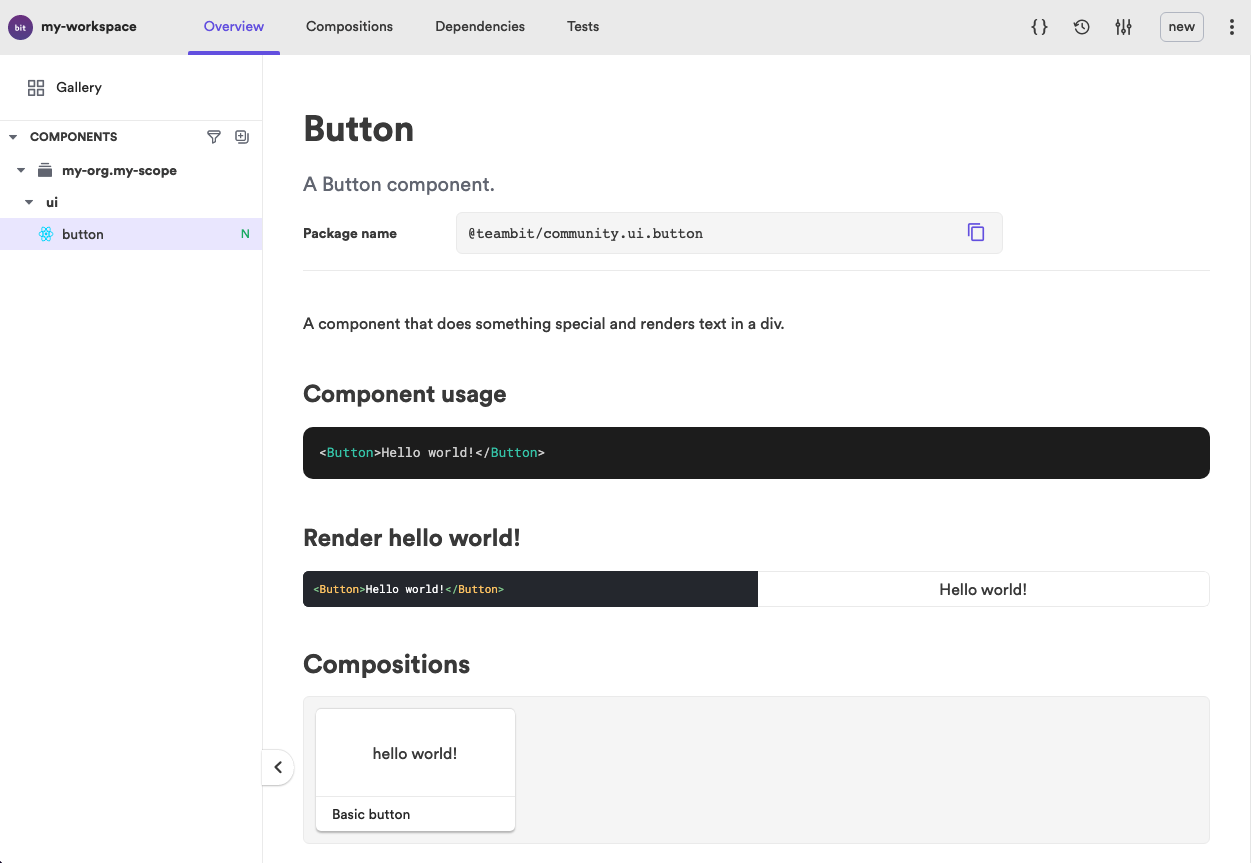 bit my-workspace Overview Compositions Dependencies Tests { } new
Gallery
COMPONENTS
my-org.my-scope
ui
button N
Button
A Button component.
Package name @teambit/community.ui.button
A component that does something special and renders text in a div.
Component usage
<Button>Hello world!</Button>
Render hello world!
<Button>Hello world!</Button> Hello world!
Compositions
hello world!
Basic button